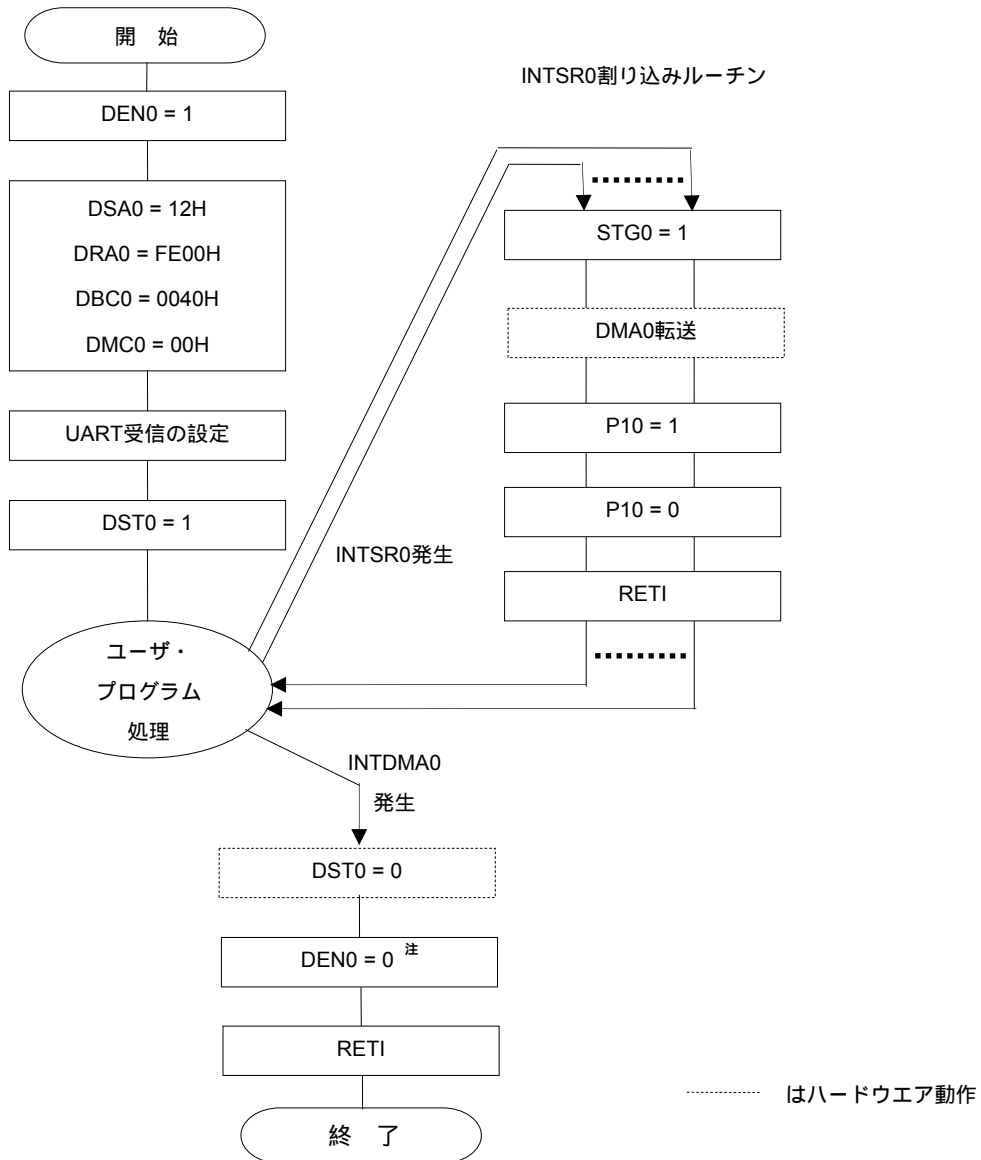 開 始
DEN0 = 1
DSA0 = 12H
DRA0 = FE00H
DBC0 = 0040H
DMC0 = 00H
UART受信の設定
DST0 = 1
ユーザ・
プログラム
処理
INTSR0発生
INTSR0割り込みルーチン
STG0 = 1
DMA0転送
P10 = 1
P10 = 0
RETI
INTDMA0
発生
DST0 = 0
DEN0 = 0 注
RETI
終 了
はハードウエア動作